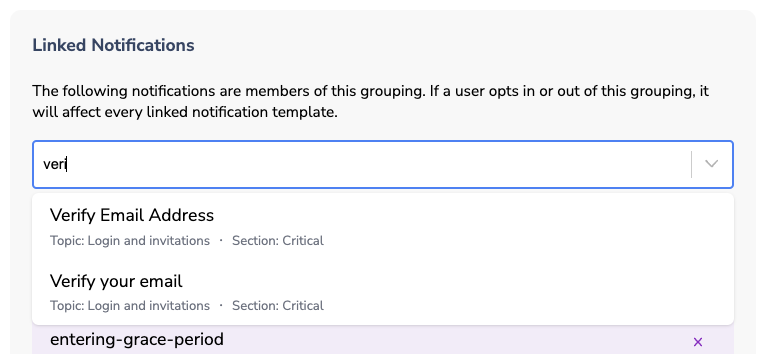 Linked Notifications
The following notifications are members of this grouping. If a user opts in or out of this grouping, it
will affect every linked notification template.
veri
Verify Email Address
Topic: Login and invitations · Section: Critical
Verify your email
Topic: Login and invitations · Section: Critical
entering-grace-period ×